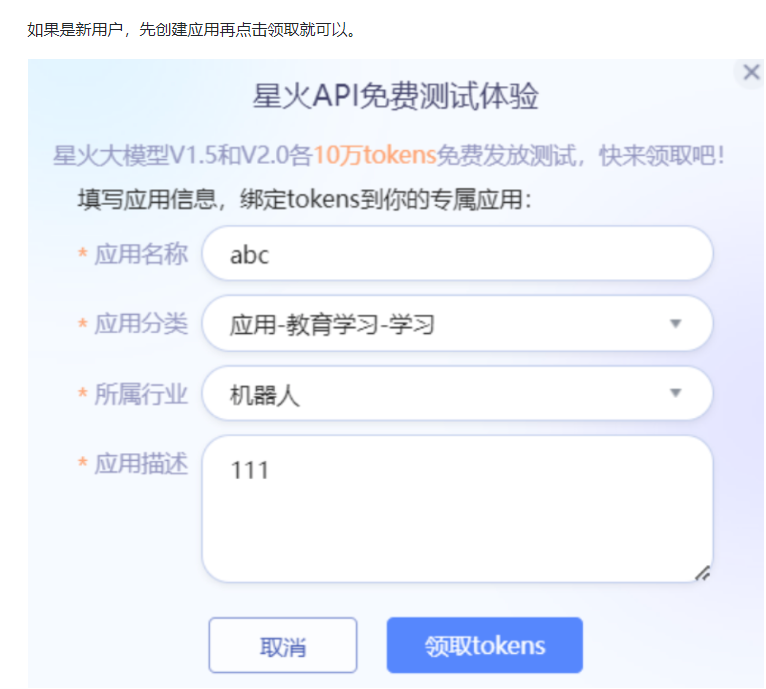 如果是新用户，先创建应用再点击领取就可以。
星火API免费测试体验
星火大模型V1.5和V2.0各10万tokens免费发放测试，快来领取吧！
填写应用信息，绑定tokens到你的专属应用：
* 应用名称 abc
* 应用分类 应用-教育学习-学习
* 所属行业 机器人
* 应用描述 111
取消 领取tokens